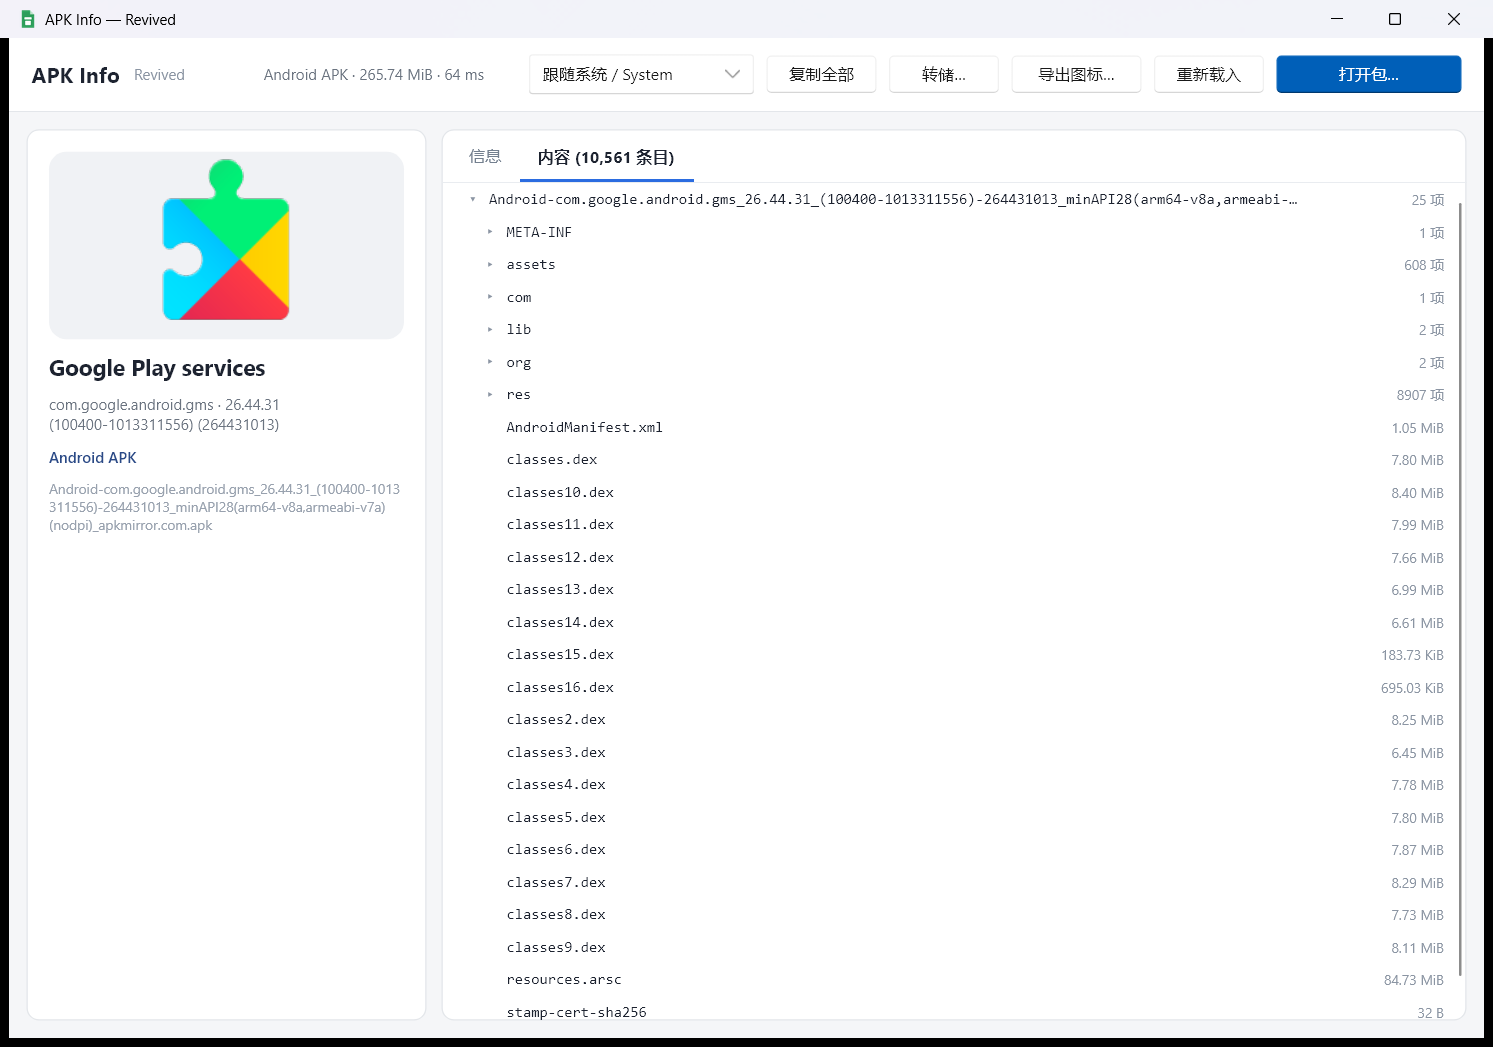 APK Info — Revived
APK Info Revived Android APK · 265.74 MiB · 64 ms 跟随系统 / System 复制全部 转储... 导出图标... 重新载入 打开包...
Google Play services
com.google.android.gms · 26.44.31
(100400-1013311556) (264431013)
Android APK
Android-com.google.android.gms_26.44.31_(100400-1013
311556)-264431013_minAPI28(arm64-v8a,armeabi-v7a)
(nodpi)_apkmirror.com.apk
信息 内容 (10,561 条目)
Android-com.google.android.gms_26.44.31_(100400-1013311556)-264431013_minAPI28(arm64-v8a,armeabi-… 25 项
META-INF 1 项
assets 608 项
com 1 项
lib 2 项
org 2 项
res 8907 项
AndroidManifest.xml 1.05 MiB
classes.dex 7.80 MiB
classes10.dex 8.40 MiB
classes11.dex 7.99 MiB
classes12.dex 7.66 MiB
classes13.dex 6.99 MiB
classes14.dex 6.61 MiB
classes15.dex 183.73 KiB
classes16.dex 695.03 KiB
classes2.dex 8.25 MiB
classes3.dex 6.45 MiB
classes4.dex 7.78 MiB
classes5.dex 7.80 MiB
classes6.dex 7.87 MiB
classes7.dex 8.29 MiB
classes8.dex 7.73 MiB
classes9.dex 8.11 MiB
resources.arsc 84.73 MiB
stamp-cert-sha256 32 B